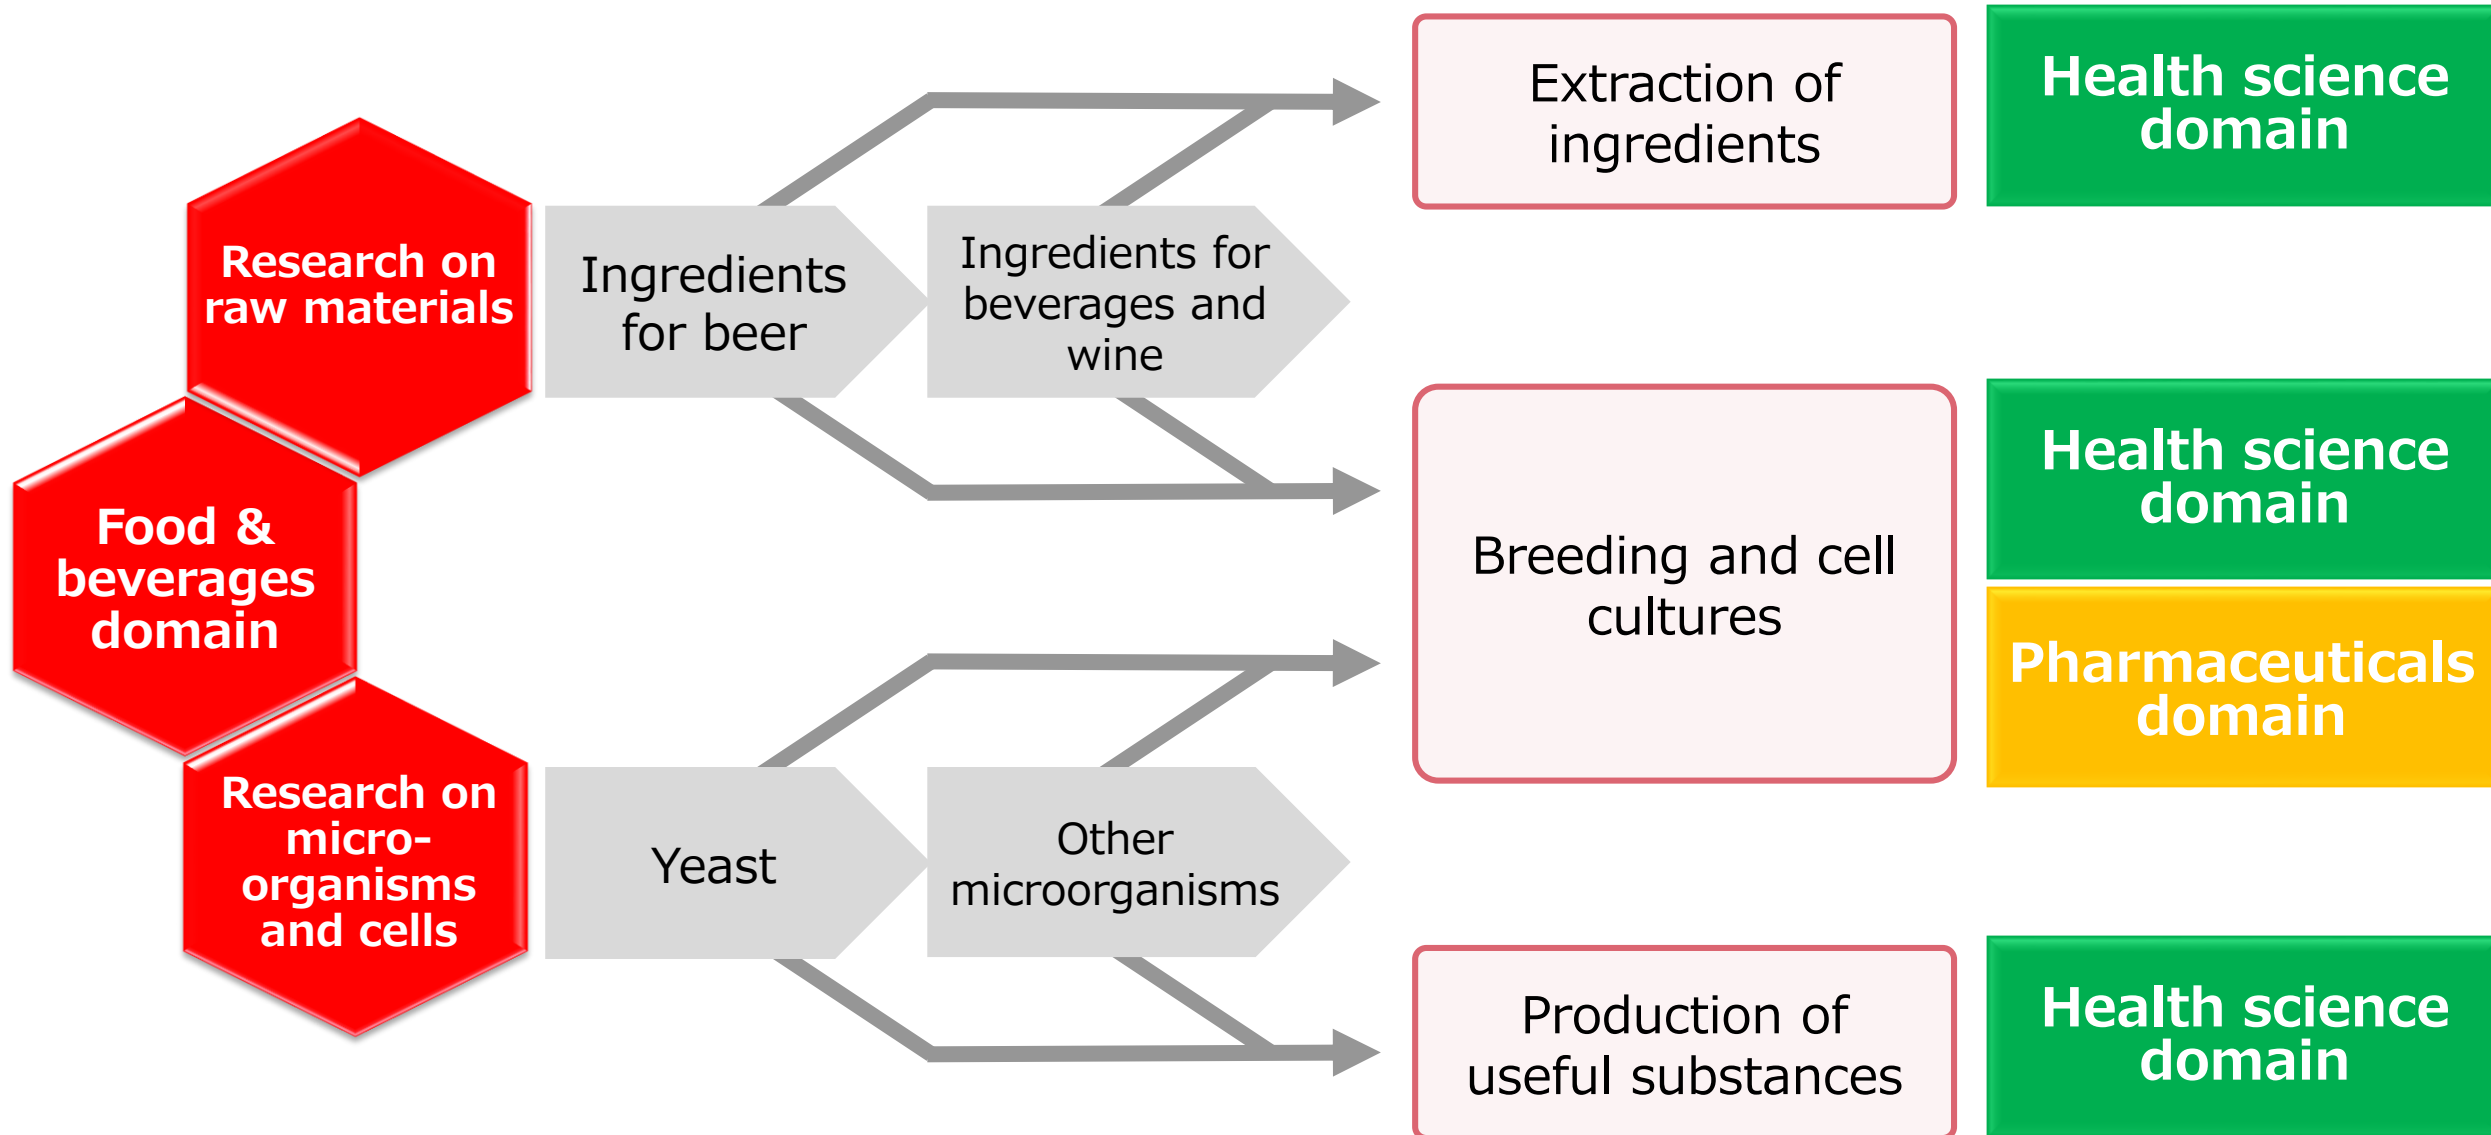 Research on
raw materials
Food &
beverages
domain
Research on
micro-
organisms
and cells
Ingredients
for beer
Ingredients for
beverages and
wine
Yeast
Other
microorganisms
Extraction of
ingredients
Breeding and cell
cultures
Production of
useful substances
Health science
domain
Health science
domain
Pharmaceuticals
domain
Health science
domain